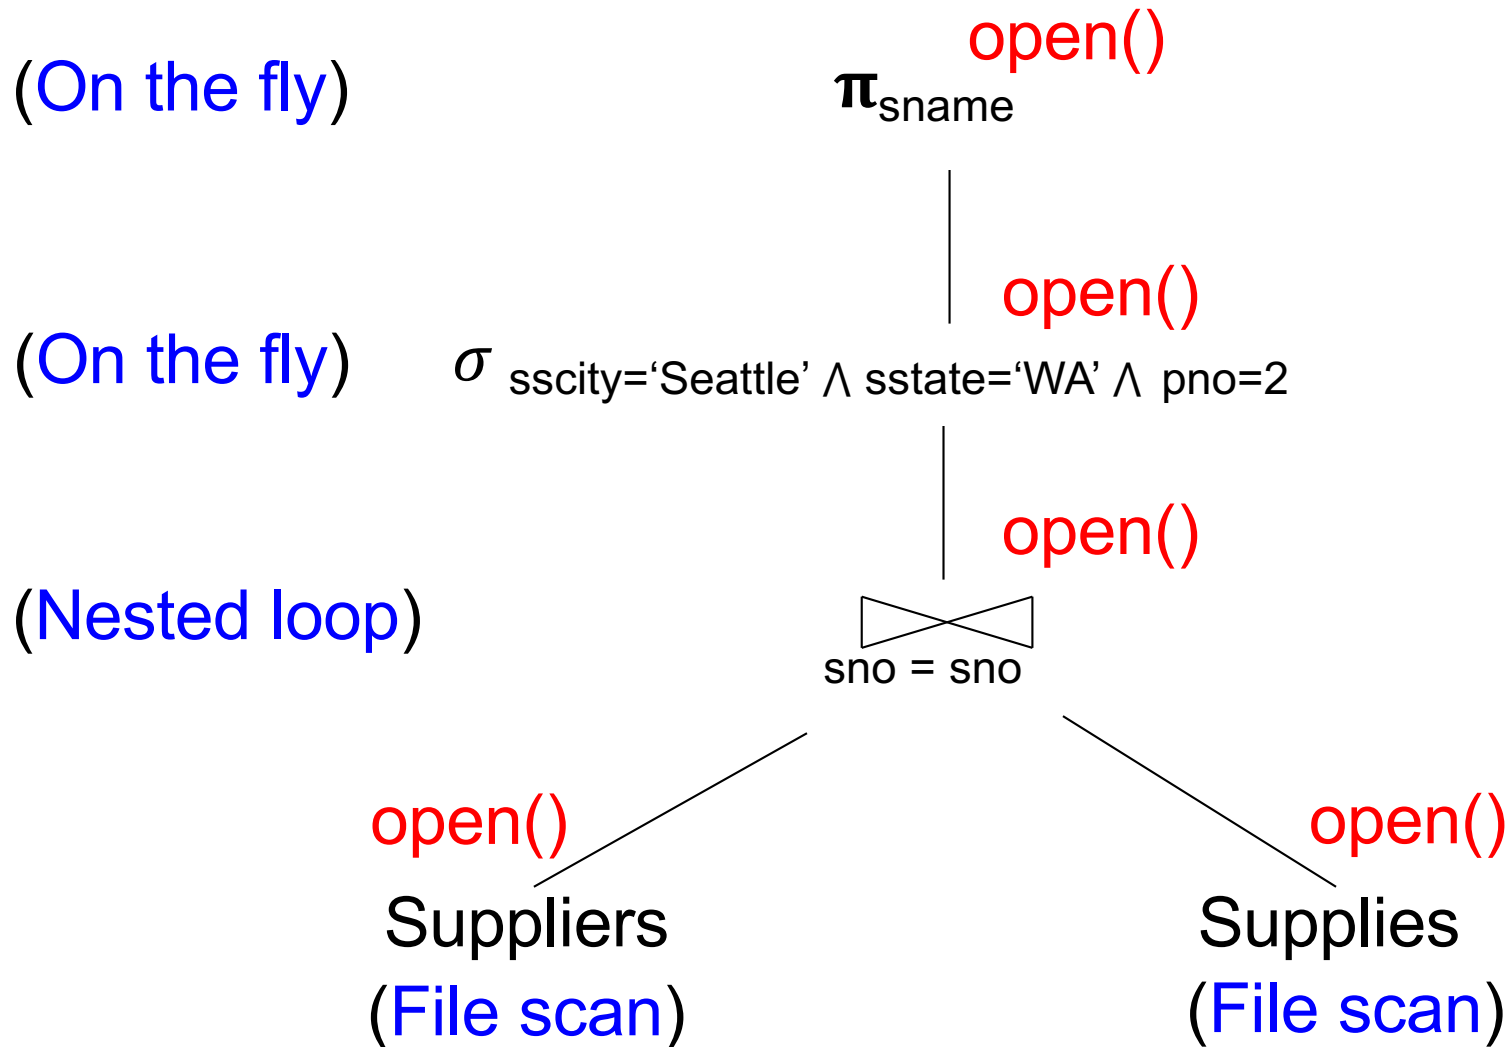 open()
(On the fly) πsname
open()
(On the fly) σ sscity=‘Seattle’ ∧ sstate=‘WA’ ∧ pno=2
open()
(Nested loop)
sno = sno
open() open()
Suppliers Supplies
(File scan) (File scan)